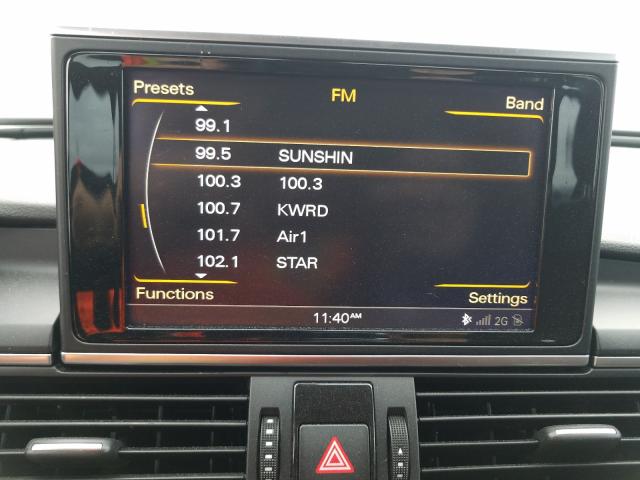 Presets
FM
Band
99.1
99.5 SUNSHIN
100.3 100.3
100.7 KWRD
101.7 Air1
102.1 STAR
Functions
Settings
11:40AM
2G